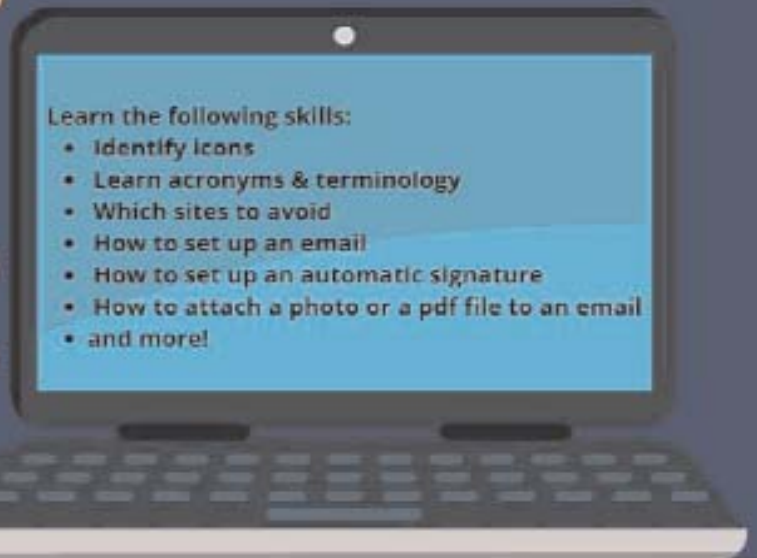 Learn the following skills:
• Identify icons
• Learn acronyms & terminology
• Which sites to avoid
• How to set up an email
• How to set up an automatic signature
• How to attach a photo or a pdf file to an email
• and more!